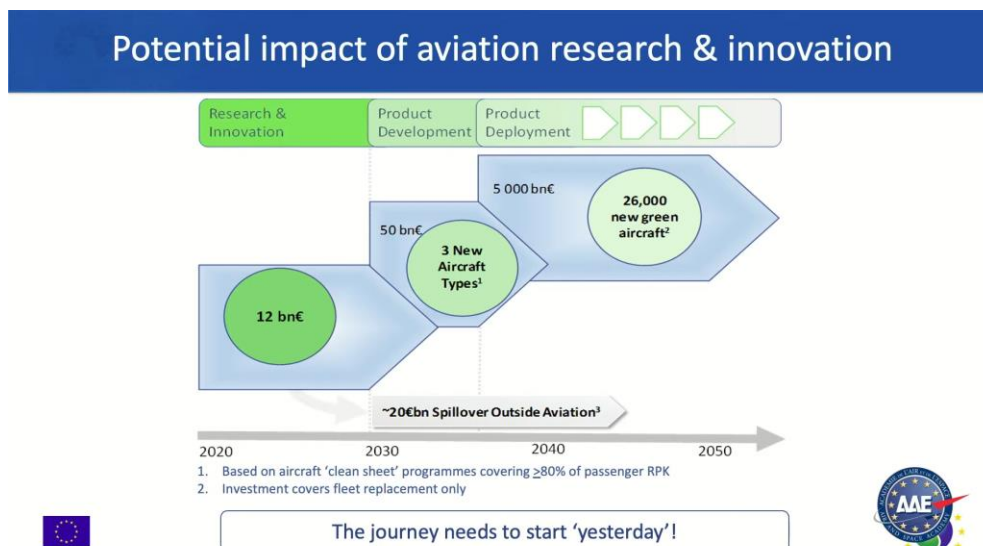 Potential impact of aviation research & innovation
Research &
Innovation
Product
Development
Product
Deployment
5 000 bn€
26,000
new green
aircraft²
50 bn€
3 New
Aircraft
Types¹
12 bn€
~20€bn Spillover Outside Aviation³
2020
2030
2040
2050
1. Based on aircraft ‘clean sheet’ programmes covering ≥80% of passenger RPK
2. Investment covers fleet replacement only
The journey needs to start ‘yesterday’!
AAE